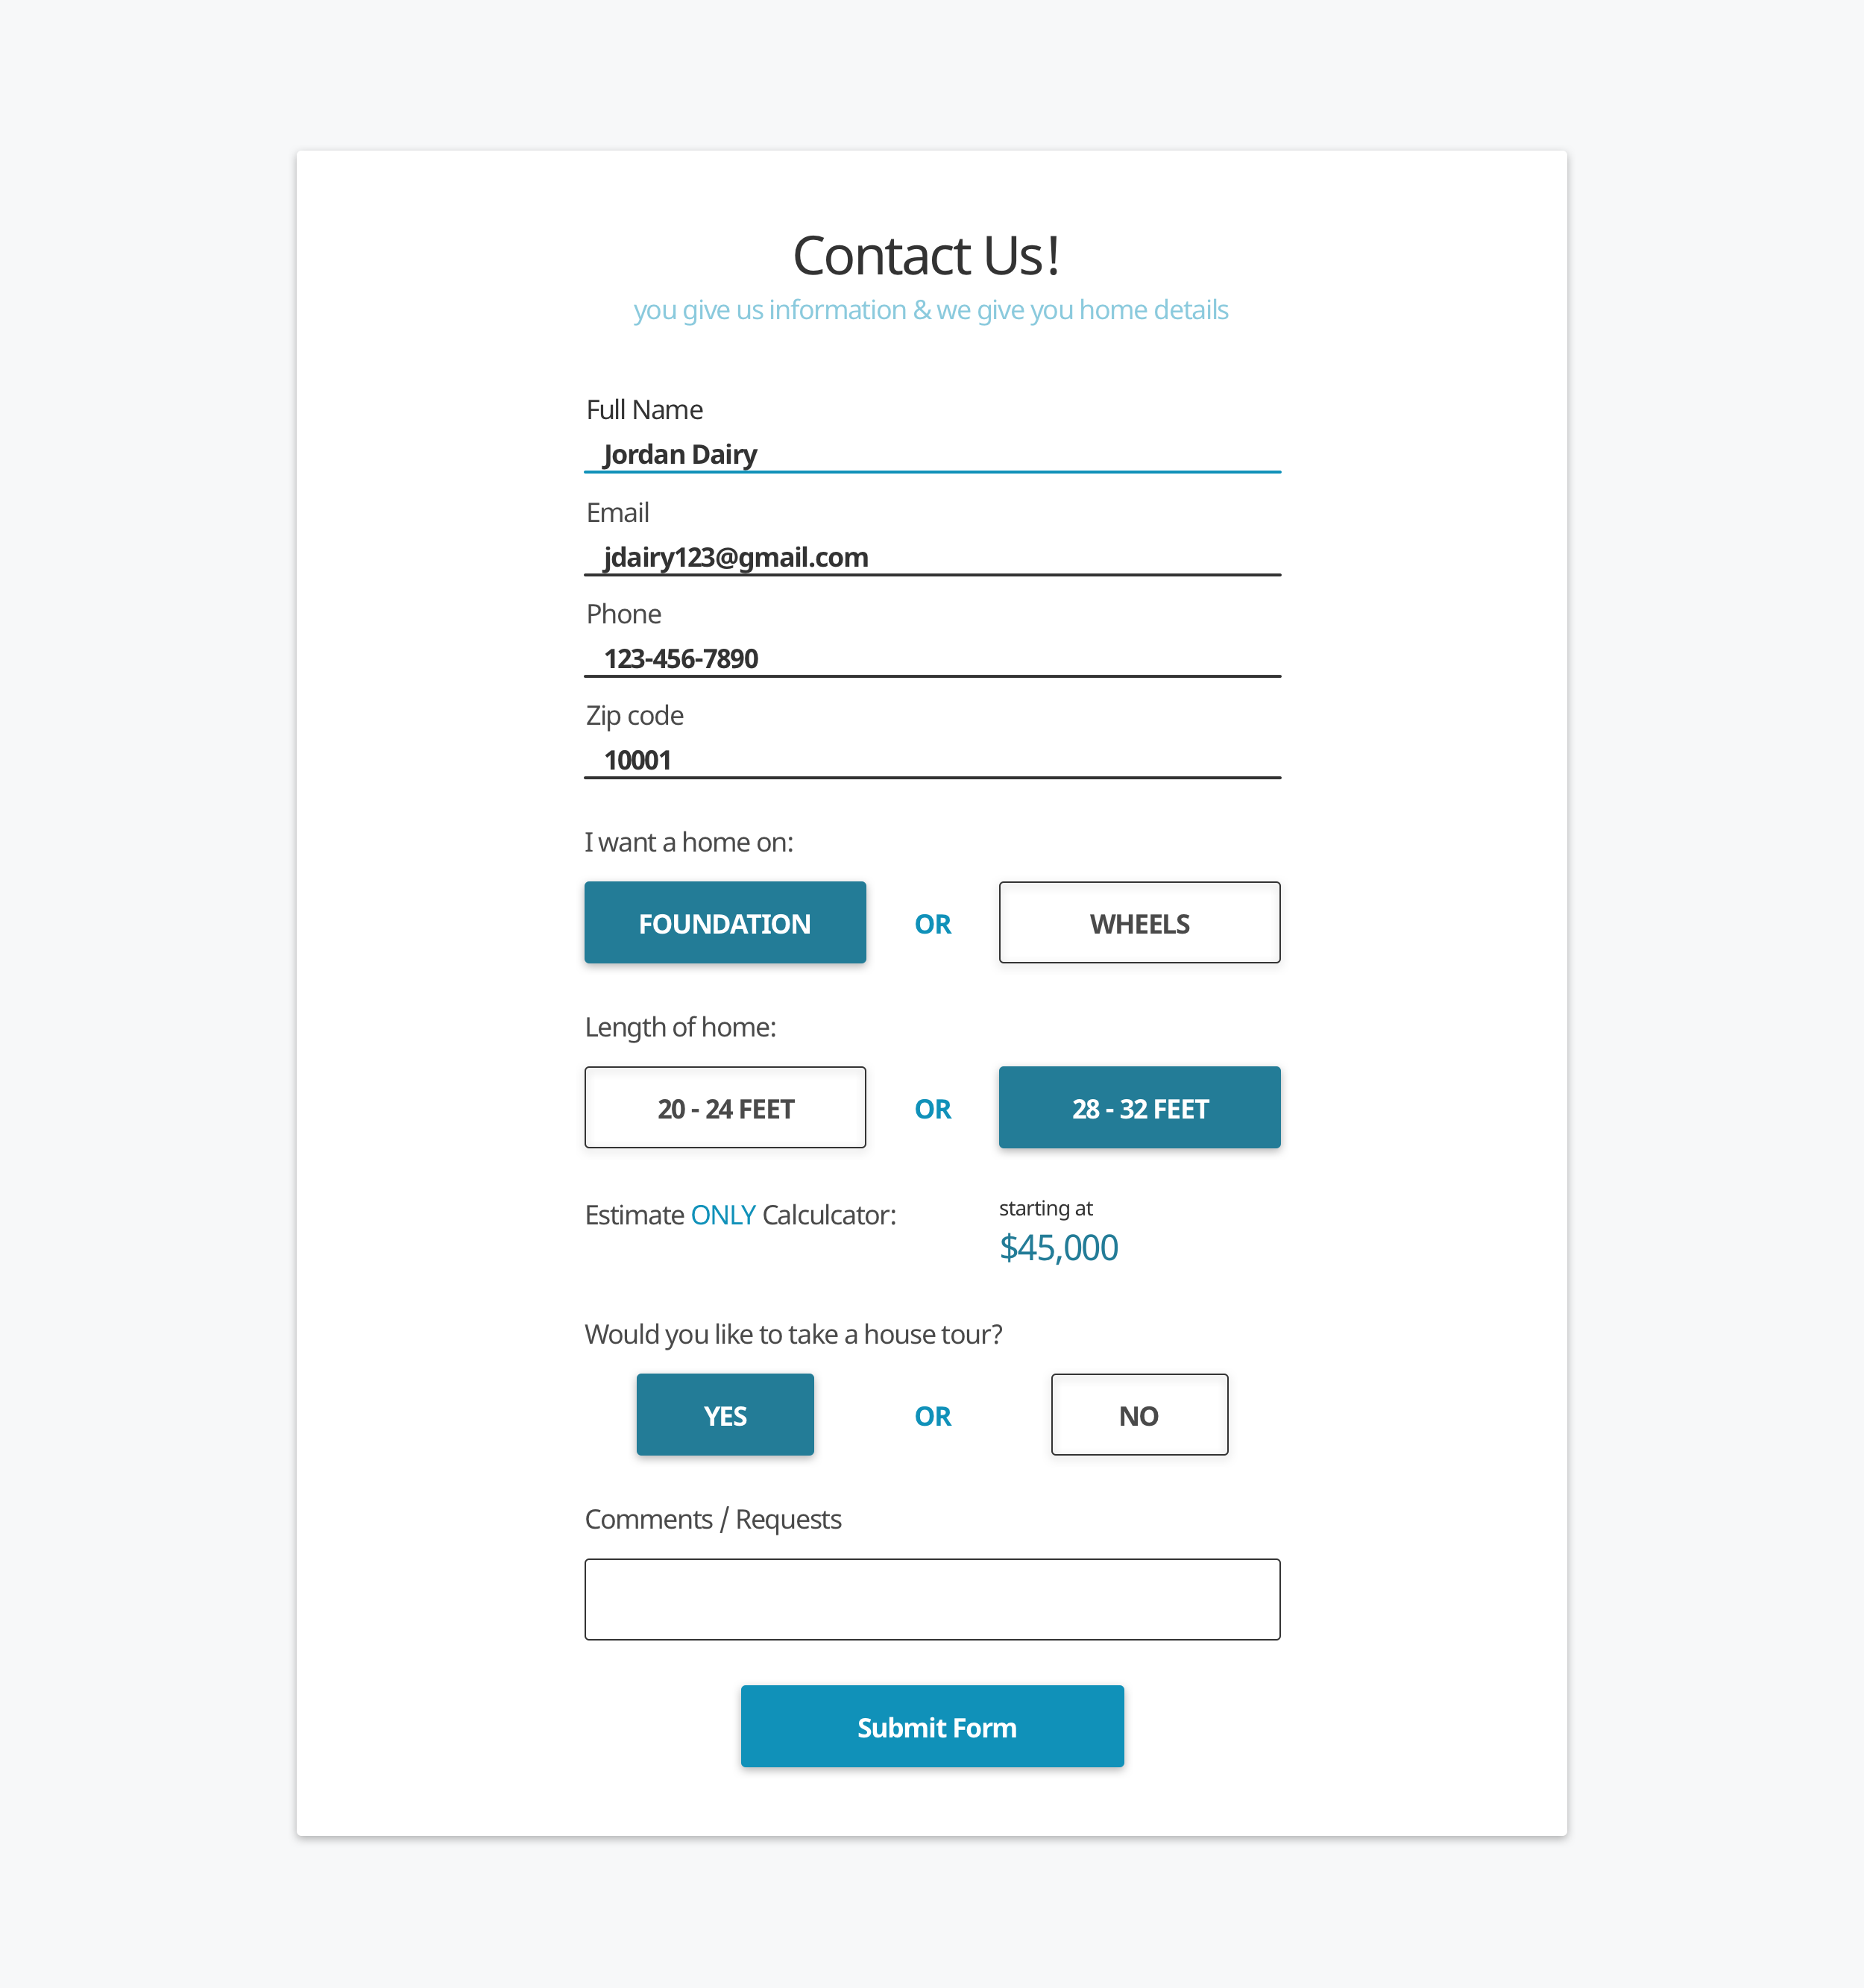 Contact Us!
you give us information & we give you home details
Full Name
Jordan Dairy
Email
jdairy123@gmail.com
Phone
123-456-7890
Zip code
10001
I want a home on:
FOUNDATION OR WHEELS
Length of home:
20 - 24 FEET OR 28 - 32 FEET
Estimate ONLY Calculcator: starting at
$45,000
Would you like to take a house tour?
YES OR NO
Comments / Requests
Submit Form